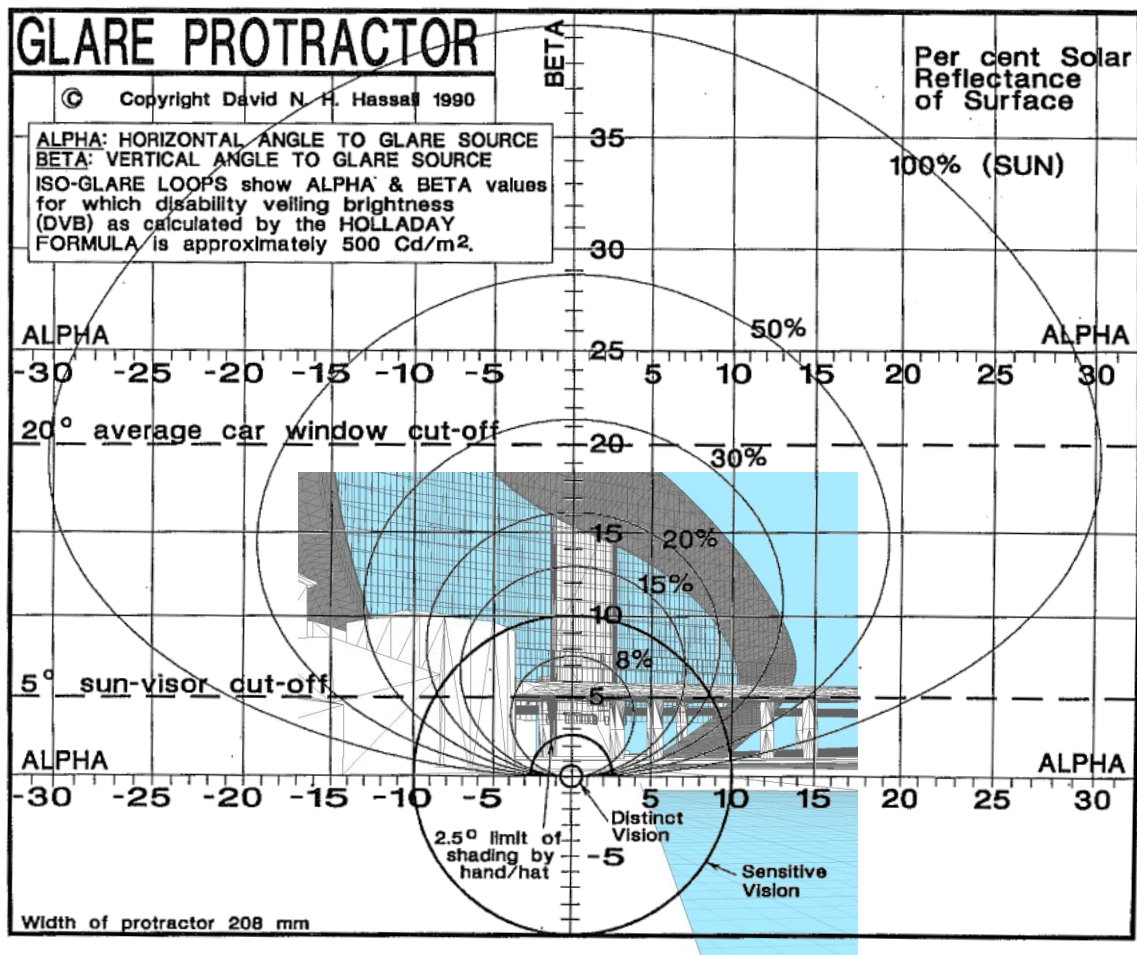 GLARE PROTRACTOR
© Copyright David N. H. Hassall 1990
ALPHA: HORIZONTAL ANGLE TO GLARE SOURCE
BETA: VERTICAL ANGLE TO GLARE SOURCE
ISO-GLARE LOOPS show ALPHA & BETA values
for which disability veiling brightness
(DVB) as calculated by the HOLLADAY
FORMULA is approximately 500 Cd/m².
BETA
Per cent Solar
Reflectance
of Surface
35
100% (SUN)
30
50%
ALPHA
25
ALPHA
-30 -25 -20 -15 -10 -5 5 10 15 20 25 30
20° average car window cut-off
20
30%
15
20%
15%
10
8%
5° sun-visor cut-off
5
ALPHA
ALPHA
-30 -25 -20 -15 -10 -5 5 10 15 20 25 30
2.5° limit of
shading by
hand/hat
Distinct
Vision
-5
Sensitive
Vision
Width of protractor 208 mm